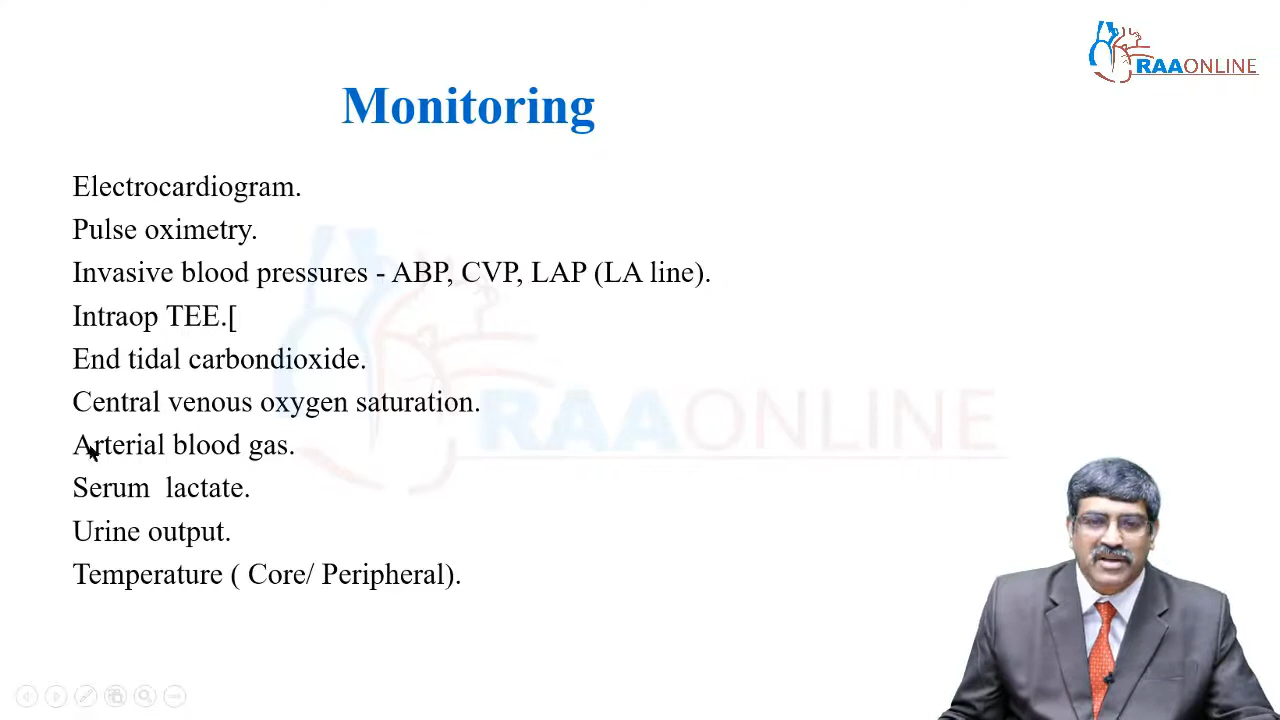 RAAONLINE
Monitoring
Electrocardiogram.
Pulse oximetry.
Invasive blood pressures - ABP, CVP, LAP (LA line).
Intraop TEE.[
End tidal carbondioxide.
Central venous oxygen saturation.
Arterial blood gas.
Serum  lactate.
Urine output.
Temperature ( Core/ Peripheral).
RAAONLINE